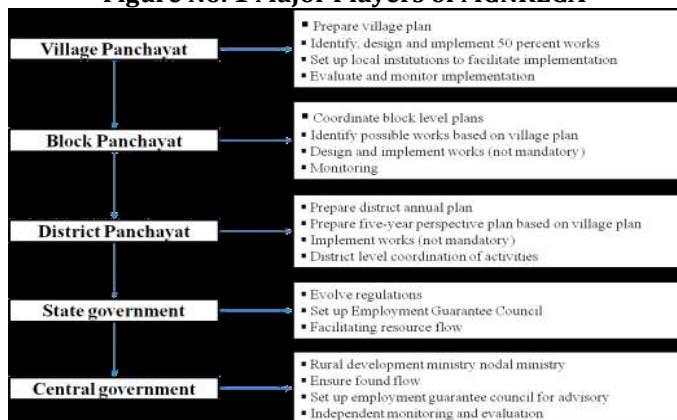 Figure No. 1 Major Players of MGNREGA
Village Panchayat
▪ Prepare village plan
▪ Identify, design and implement 50 percent works
▪ Set up local institutions to facilitate implementation
▪ Evaluate and monitor implementation
Block Panchayat
▪ Coordinate block level plans
▪ Identify possible works based on village plan
▪ Design and implement works (not mandatory)
▪ Monitoring
District Panchayat
▪ Prepare district annual plan
▪ Prepare five-year perspective plan based on village plan
▪ Implement works (not mandatory)
▪ District level coordination of activities
State government
▪ Evolve regulations
▪ Set up Employment Guarantee Council
▪ Facilitating resource flow
Central government
▪ Rural development ministry nodal ministry
▪ Ensure found flow
▪ Set up employment guarantee council for advisory
▪ Independent monitoring and evaluation